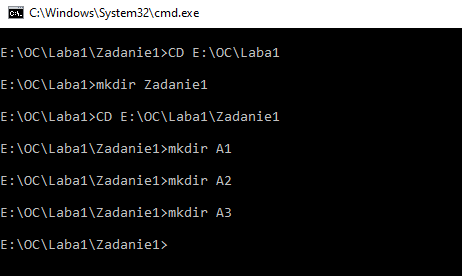 C:\Windows\System32\cmd.exe
E:\OC\Laba1\Zadanie1>CD E:\OC\Laba1
E:\OC\Laba1>mkdir Zadanie1
E:\OC\Laba1>CD E:\OC\Laba1\Zadanie1
E:\OC\Laba1\Zadanie1>mkdir A1
E:\OC\Laba1\Zadanie1>mkdir A2
E:\OC\Laba1\Zadanie1>mkdir A3
E:\OC\Laba1\Zadanie1>